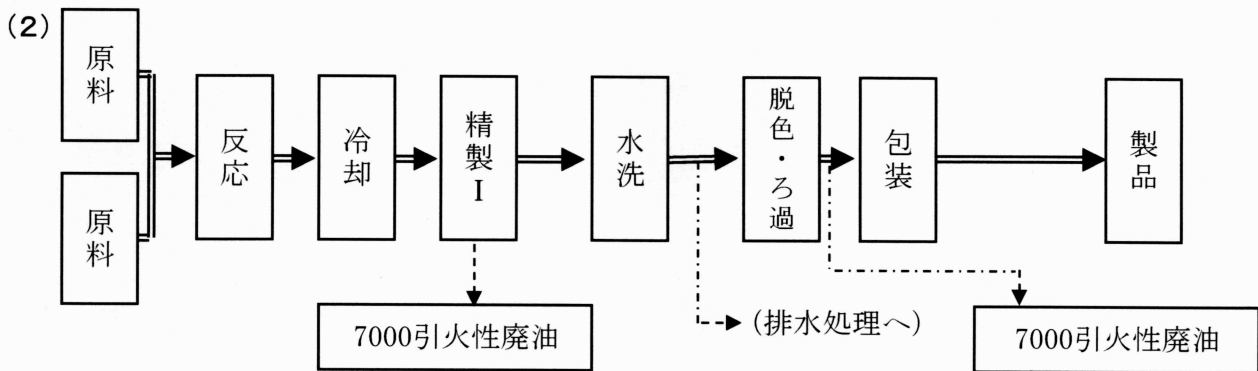 (2)
原料
原料
反応
冷却
精製Ⅰ
水洗
脱色・ろ過
包装
製品
7000引火性廃油
(排水処理へ)
7000引火性廃油